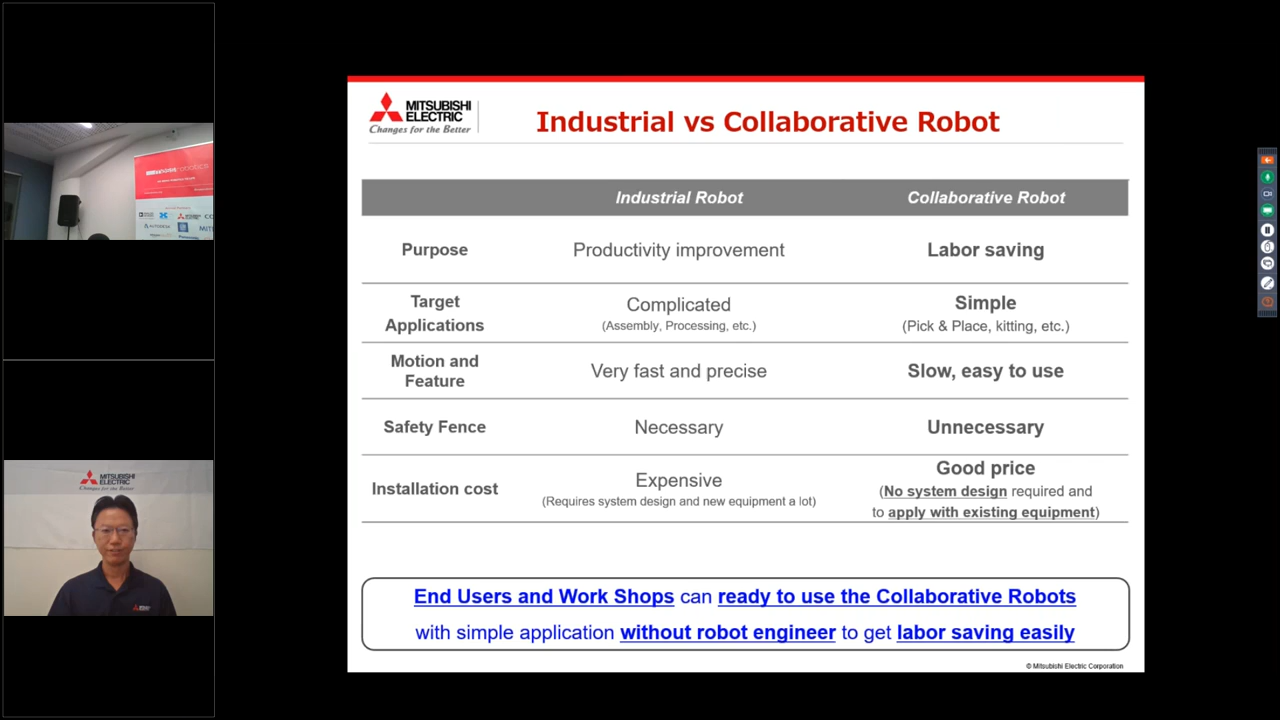 MITSUBISHI
ELECTRIC
Changes for the Better
Industrial vs Collaborative Robot
Industrial Robot
Collaborative Robot
Purpose
Productivity improvement
Labor saving
Target
Applications
Complicated
(Assembly, Processing, etc.)
Simple
(Pick & Place, kitting, etc.)
Motion and
Feature
Very fast and precise
Slow, easy to use
Safety Fence
Necessary
Unnecessary
Installation cost
Expensive
(Requires system design and new equipment a lot)
Good price
(No system design required and
to apply with existing equipment)
End Users and Work Shops can ready to use the Collaborative Robots
with simple application without robot engineer to get labor saving easily
© Mitsubishi Electric Corporation
MITSUBISHI
ELECTRIC
Changes for the Better